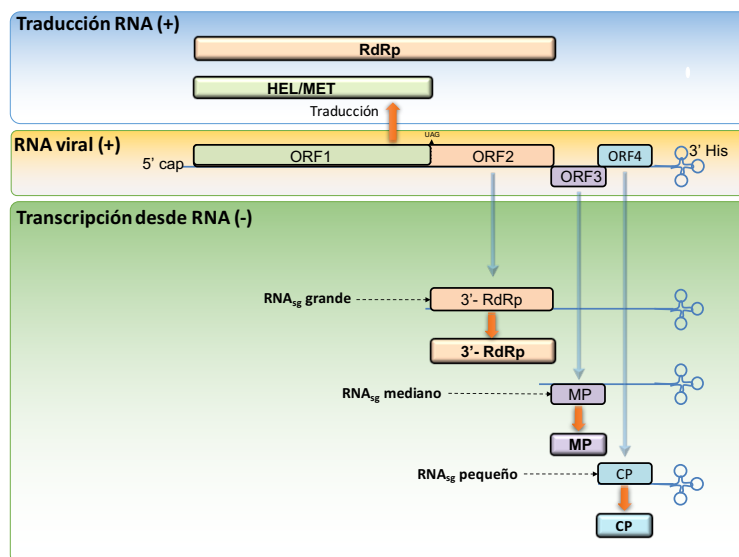 Traducción RNA (+)
RdRp
HEL/MET
Traducción
RNA viral (+)
UAG
5' cap
ORF1
ORF2
ORF3
ORF4
3' His
Transcripción desde RNA (-)
RNAsg grande
3'- RdRp
3'- RdRp
RNAsg mediano
MP
MP
RNAsg pequeño
CP
CP